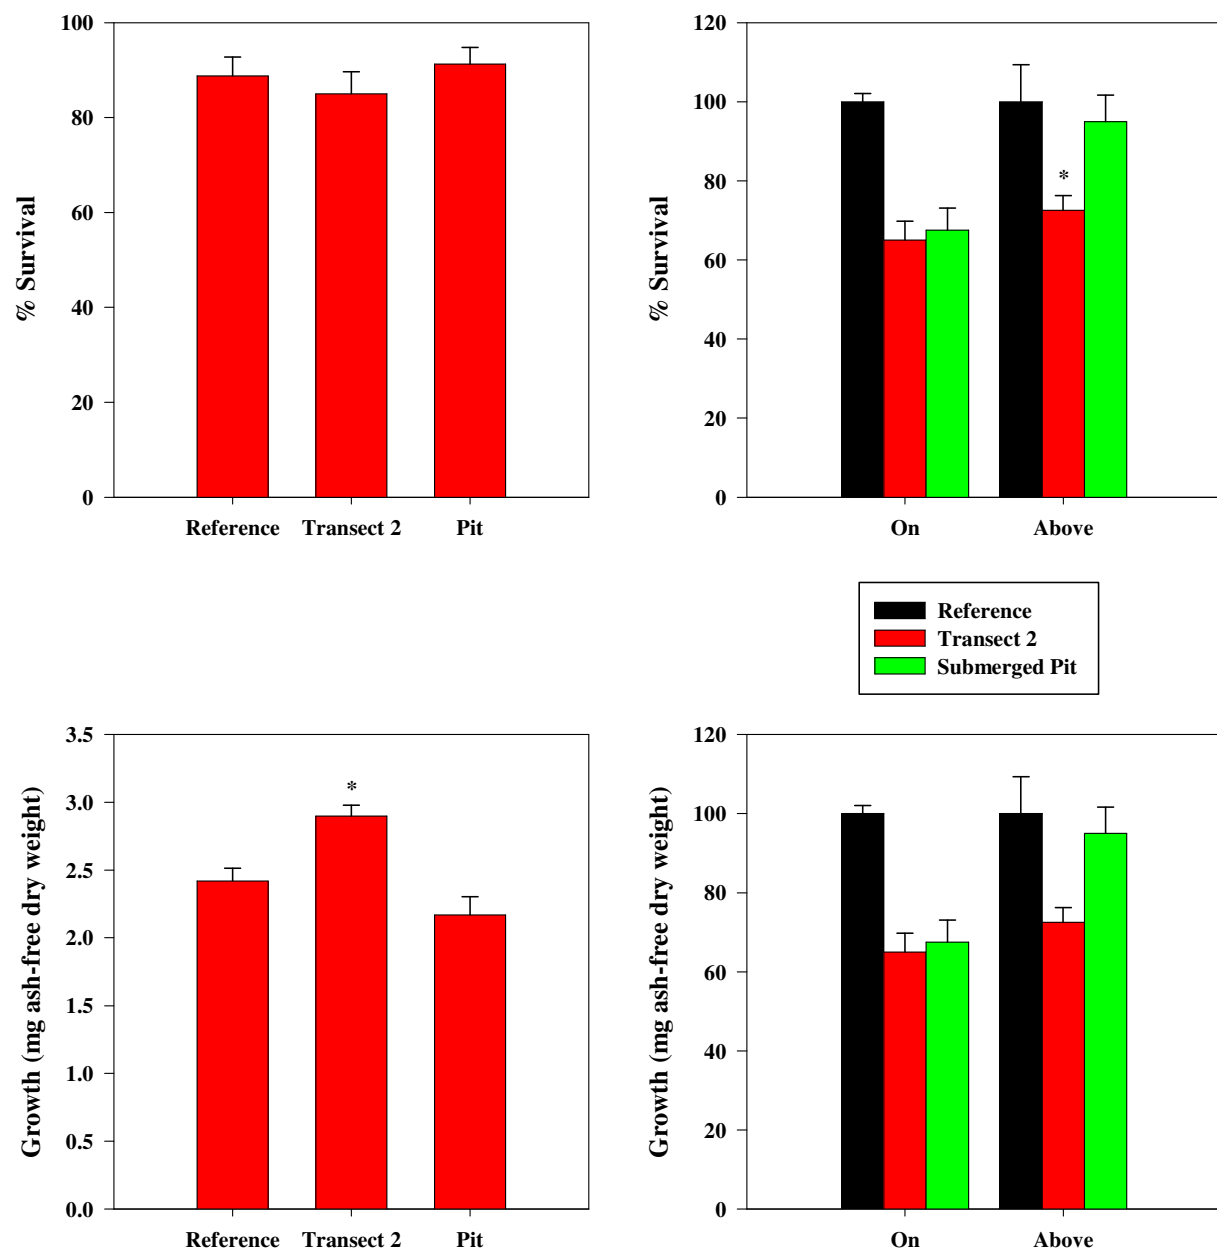 100
80
60
40
20
0
% Survival
Reference Transect 2 Pit
120
100
80
60
40
20
0
% Survival
*
On Above
Reference
Transect 2
Submerged Pit
3.5
3.0
2.5
2.0
1.5
1.0
0.5
0.0
Growth (mg ash-free dry weight)
*
Reference Transect 2 Pit
120
100
80
60
40
20
0
Growth (mg ash-free dry weight)
On Above